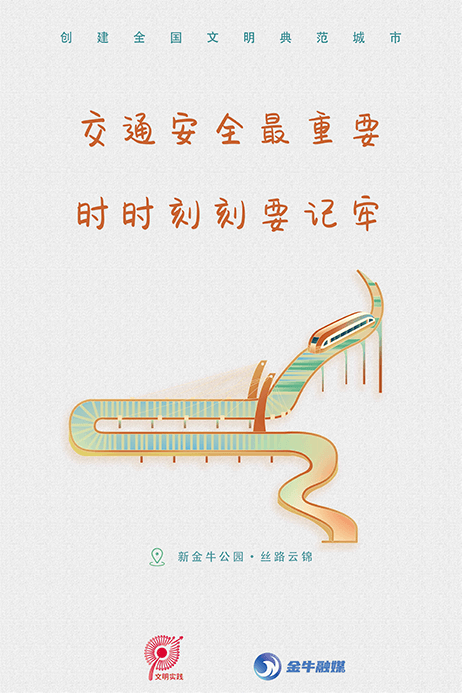 创建全国文明典范城市
交通安全最重要
时时刻刻要记牢
新金牛公园·丝路云锦
文明实践
金牛融媒